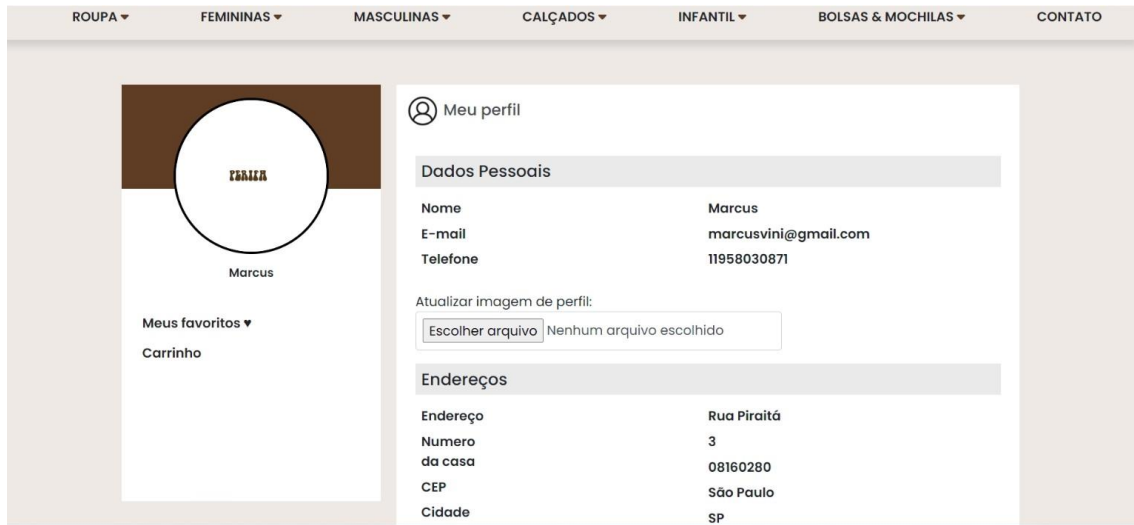 ROUPA FEMININAS MASCULINAS CALÇADOS INFANTIL BOLSAS & MOCHILAS CONTATO
PERIFA
Marcus
Meus favoritos ♥
Carrinho
Meu perfil
Dados Pessoais
Nome Marcus
E-mail marcusvini@gmail.com
Telefone 11958030871
Atualizar imagem de perfil:
Escolher arquivo Nenhum arquivo escolhido
Endereços
Endereço Rua Piraitá
Numero 3
da casa
08160280
CEP
São Paulo
Cidade
SP